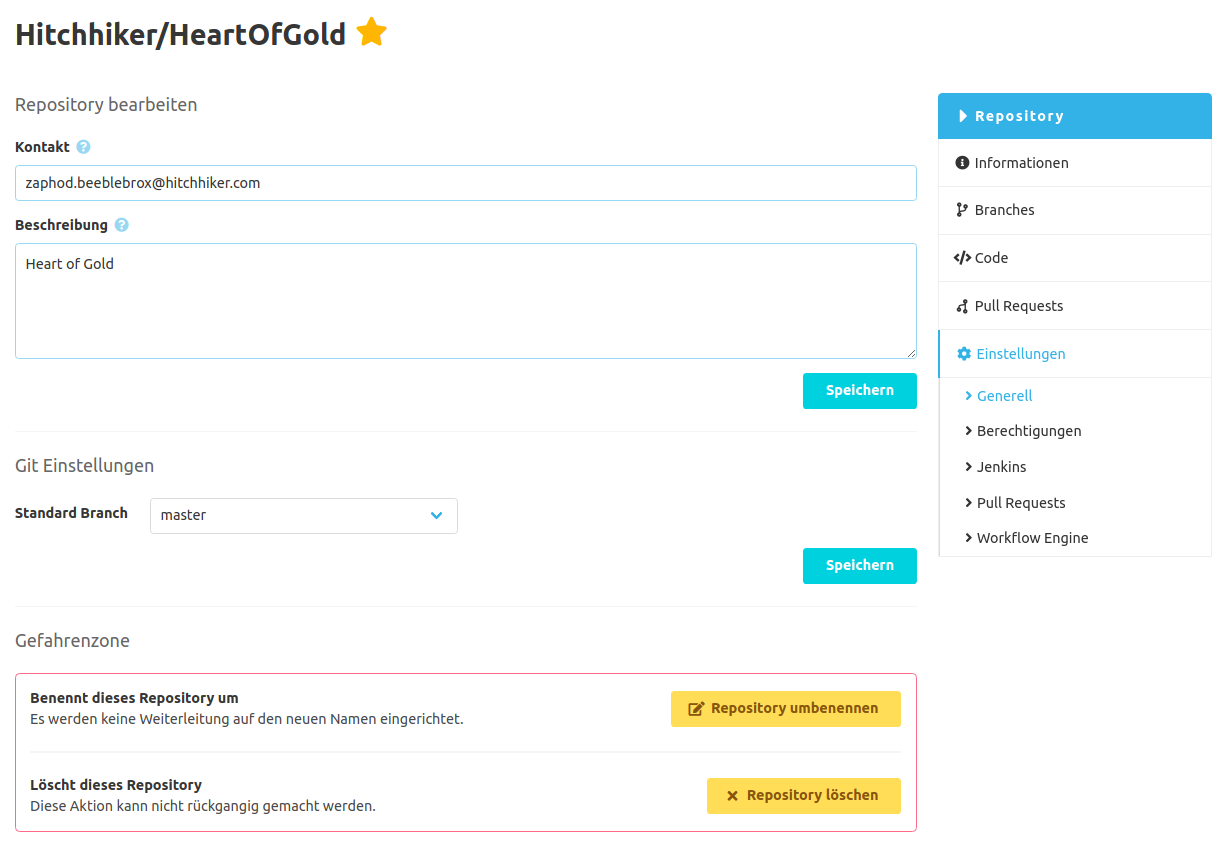 Hitchhiker/HeartOfGold
Repository bearbeiten
Kontakt
zaphod.beeblebrox@hitchhiker.com
Beschreibung
Heart of Gold
Speichern
Git Einstellungen
Standard Branch master
Speichern
Gefahrenzone
Benennt dieses Repository um
Es werden keine Weiterleitung auf den neuen Namen eingerichtet.
Repository umbenennen
Löscht dieses Repository
Diese Aktion kann nicht rückgangig gemacht werden.
Repository löschen
Repository
Informationen
Branches
Code
Pull Requests
Einstellungen
Generell
Berechtigungen
Jenkins
Pull Requests
Workflow Engine